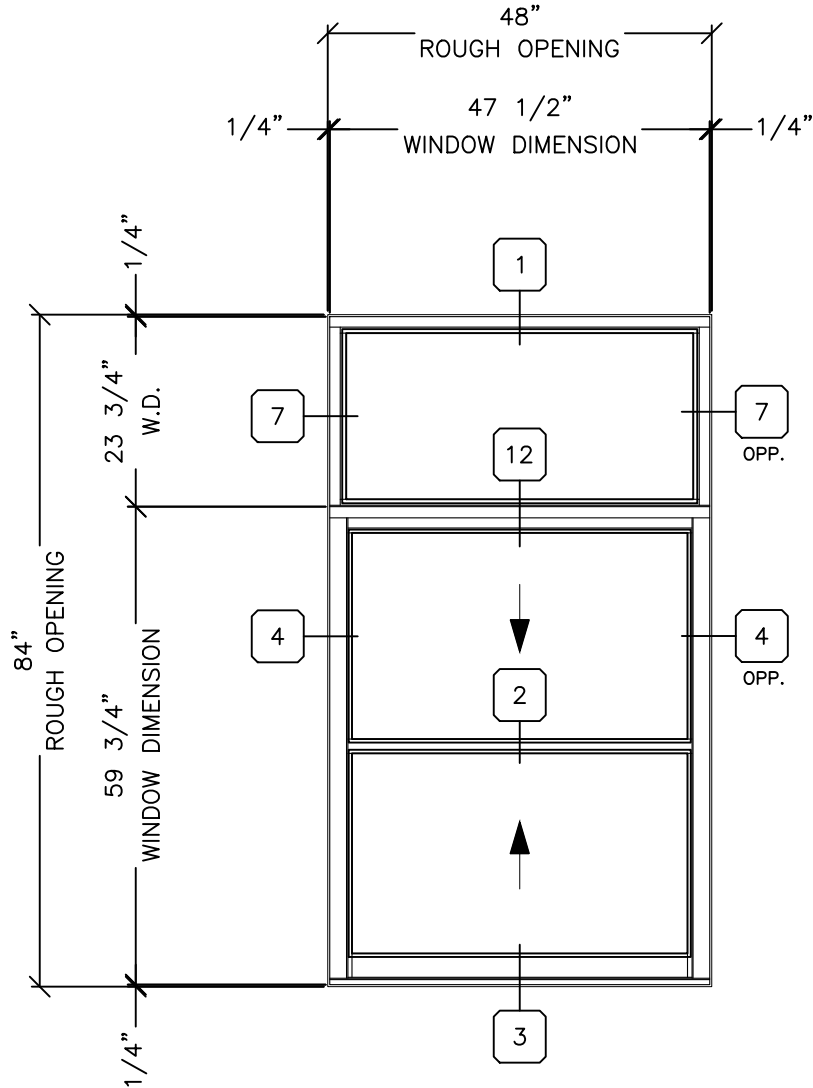 48”
ROUGH OPENING
1/4”
47 1/2”
WINDOW DIMENSION
1/4”
1/4”
1
23 3/4”
W.D.
7
7
OPP.
12
84”
ROUGH OPENING
59 3/4”
WINDOW DIMENSION
4
4
OPP.
2
3
1/4”